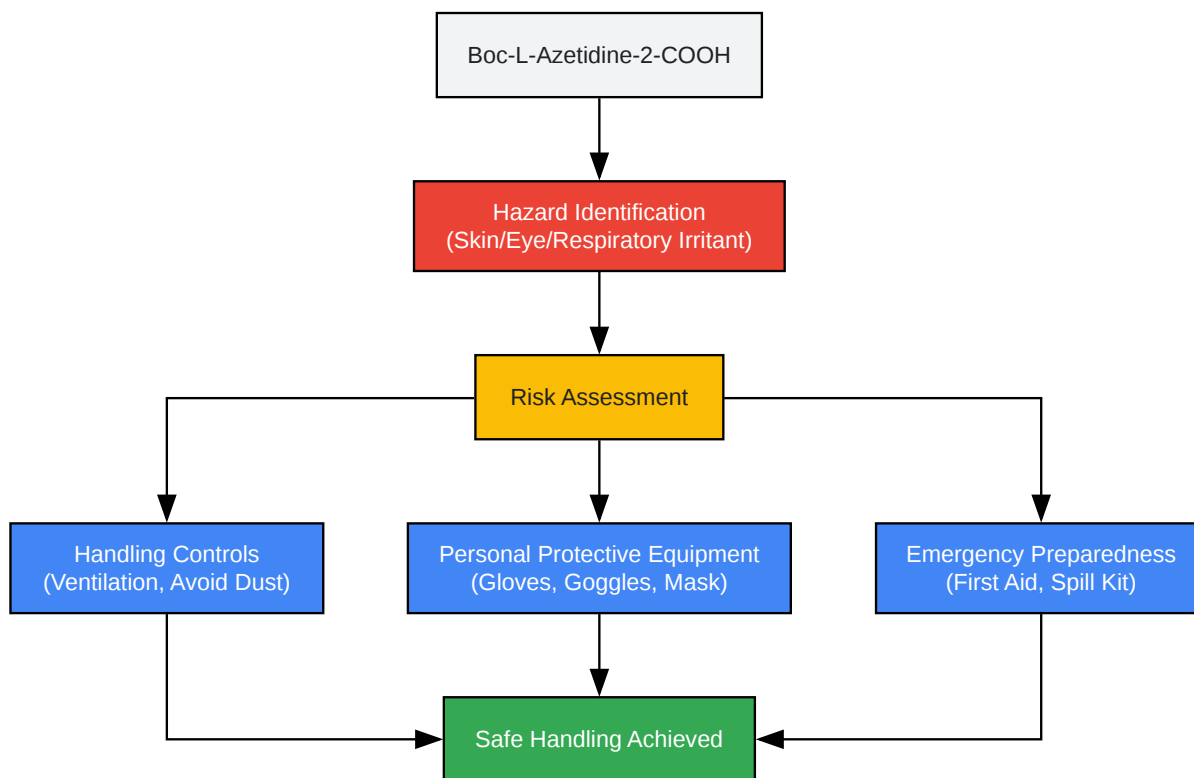 Boc-L-Azetidine-2-COOH
Hazard Identification
(Skin/Eye/Respiratory Irritant)
Risk Assessment
Handling Controls
(Ventilation, Avoid Dust)
Personal Protective Equipment
(Gloves, Goggles, Mask)
Emergency Preparedness
(First Aid, Spill Kit)
Safe Handling Achieved